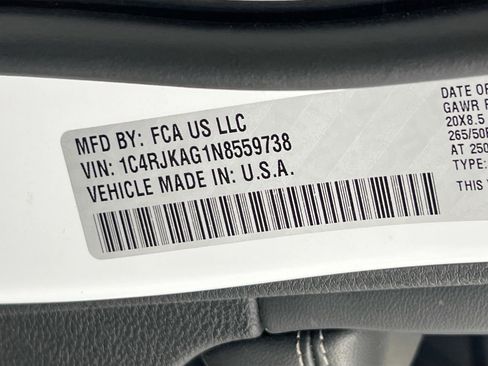 MFD BY: FCA US LLC
VIN: 1C4RJKAG1N8559738
VEHICLE MADE IN: U.S.A.
DATE OF
GAWR
20X8.5
265/50
AT 250
TYPE:
THIS